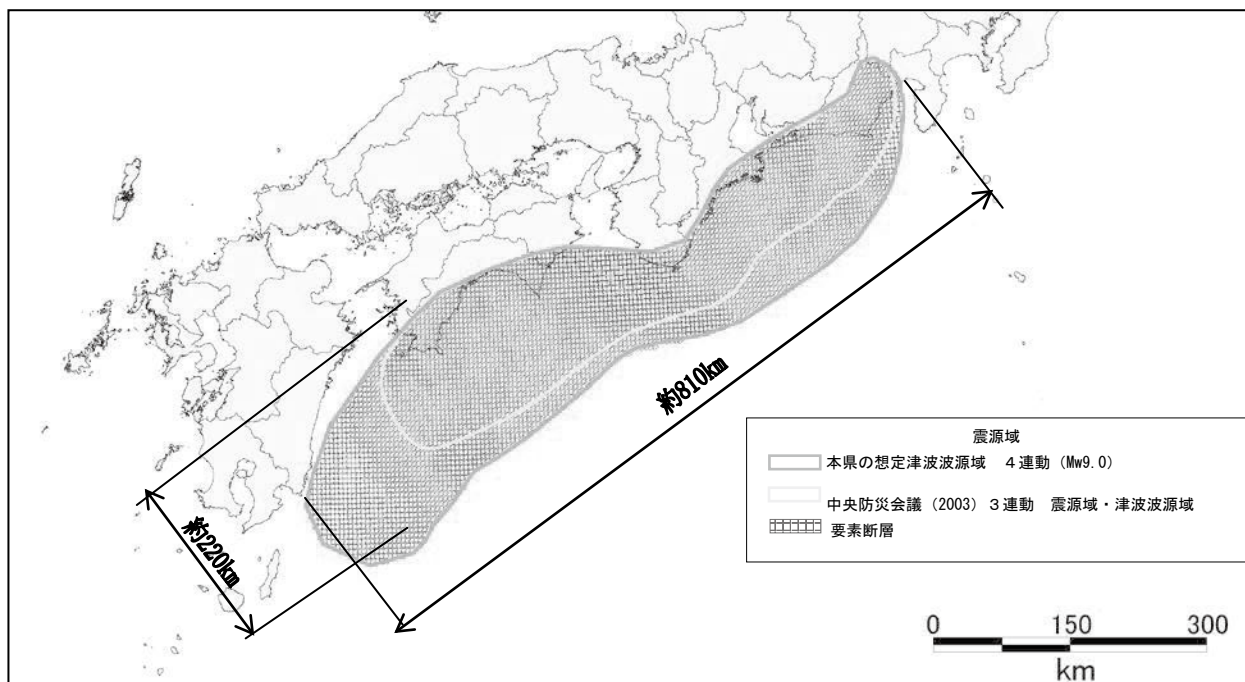 約810km
約220km
震源域
本県の想定津波波源域 4連動 (Mw9.0)
中央防災会議 (2003) 3連動 震源域・津波波源域
要素断層
0 150 300
km